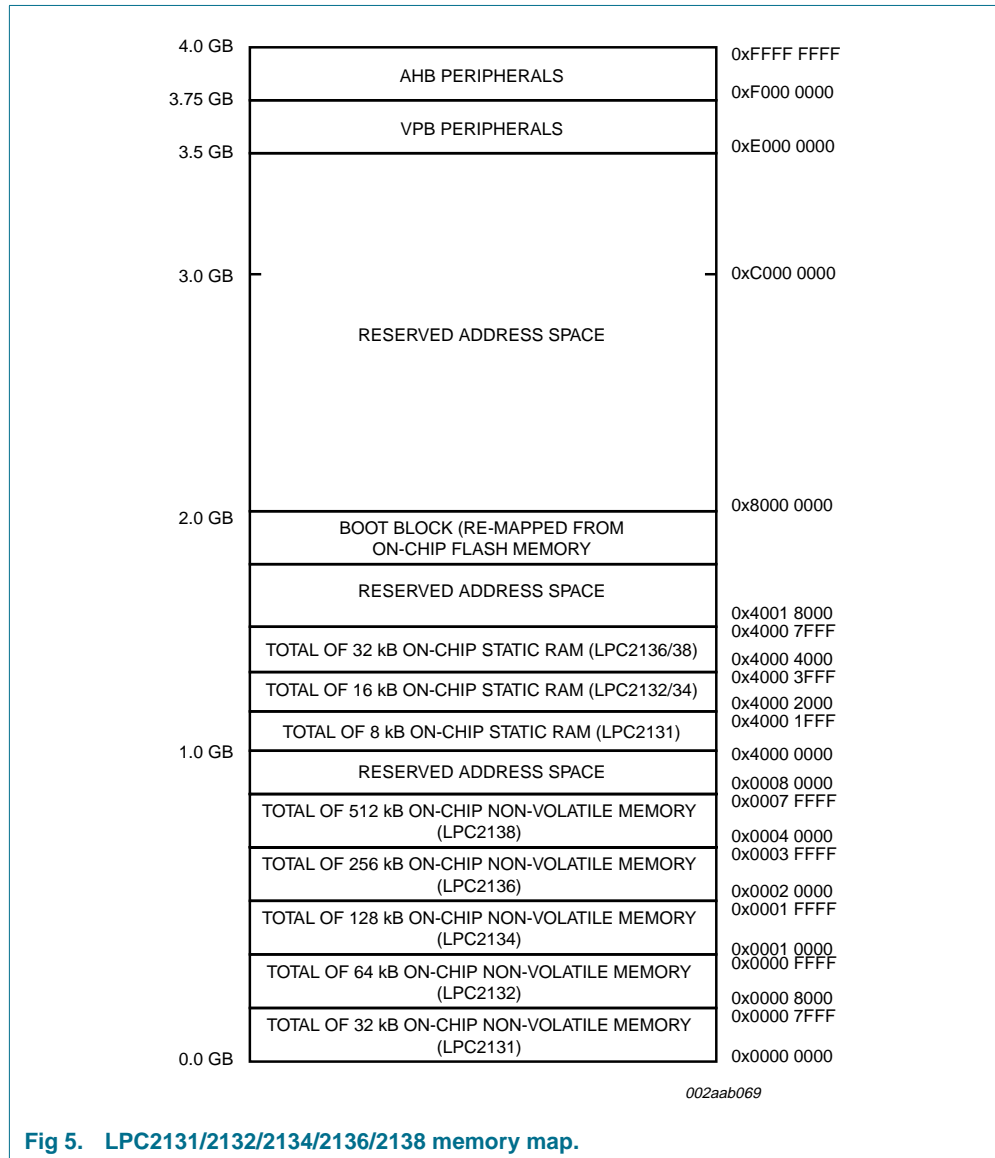 4.0 GB
0xFFFF FFFF
AHB PERIPHERALS
3.75 GB
0xF000 0000
VPB PERIPHERALS
3.5 GB
0xE000 0000
3.0 GB
0xC000 0000
RESERVED ADDRESS SPACE
2.0 GB
0x8000 0000
BOOT BLOCK (RE-MAPPED FROM
ON-CHIP FLASH MEMORY
RESERVED ADDRESS SPACE
0x4001 8000
0x4000 7FFF
TOTAL OF 32 kB ON-CHIP STATIC RAM (LPC2136/38)
0x4000 4000
0x4000 3FFF
TOTAL OF 16 kB ON-CHIP STATIC RAM (LPC2132/34)
0x4000 2000
0x4000 1FFF
TOTAL OF 8 kB ON-CHIP STATIC RAM (LPC2131)
1.0 GB
0x4000 0000
RESERVED ADDRESS SPACE
0x0008 0000
0x0007 FFFF
TOTAL OF 512 kB ON-CHIP NON-VOLATILE MEMORY
(LPC2138)
0x0004 0000
0x0003 FFFF
TOTAL OF 256 kB ON-CHIP NON-VOLATILE MEMORY
(LPC2136)
0x0002 0000
0x0001 FFFF
TOTAL OF 128 kB ON-CHIP NON-VOLATILE MEMORY
(LPC2134)
0x0001 0000
0x0000 FFFF
TOTAL OF 64 kB ON-CHIP NON-VOLATILE MEMORY
(LPC2132)
0x0000 8000
0x0000 7FFF
TOTAL OF 32 kB ON-CHIP NON-VOLATILE MEMORY
(LPC2131)
0.0 GB
0x0000 0000
002aab069
Fig 5. LPC2131/2132/2134/2136/2138 memory map.